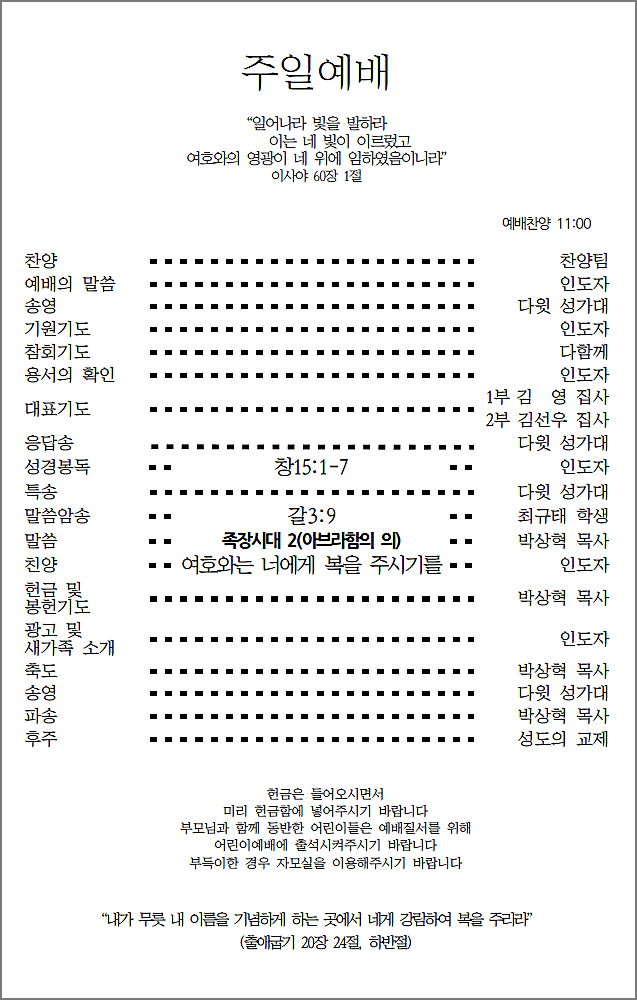 주일예배
“일어나라 빛을 발하라
이는 네 빛이 이르렀고
여호와의 영광이 네 위에 임하였음이니라”
이사야 60장 1절
예배찬양 11:00
찬양 찬양팀
예배의 말씀 인도자
송영 다윗 성가대
기원기도 인도자
참회기도 다함께
용서의 확인 인도자
대표기도 1부 김 영 집사
2부 김선우 집사
응답송 다윗 성가대
성경봉독 창15:1-7 인도자
특송 다윗 성가대
말씀암송 갈3:9 최규태 학생
말씀 족장시대 2(아브라함의 의) 박상혁 목사
친양 여호와는 너에게 복을 주시기를 인도자
헌금 및
봉헌기도 박상혁 목사
광고 및
새가족 소개 인도자
축도 박상혁 목사
송영 다윗 성가대
파송 박상혁 목사
후주 성도의 교제
헌금은 들어오시면서
미리 헌금함에 넣어주시기 바랍니다
부모님과 함께 동반한 어린이들은 예배질서를 위해
어린이예배에 출석시켜주시기 바랍니다
부득이한 경우 자모실을 이용해주시기 바랍니다
“내가 무릇 내 이름을 기념하게 하는 곳에서 네게 강림하여 복을 주리라”
(출애굽기 20장 24절, 하반절)